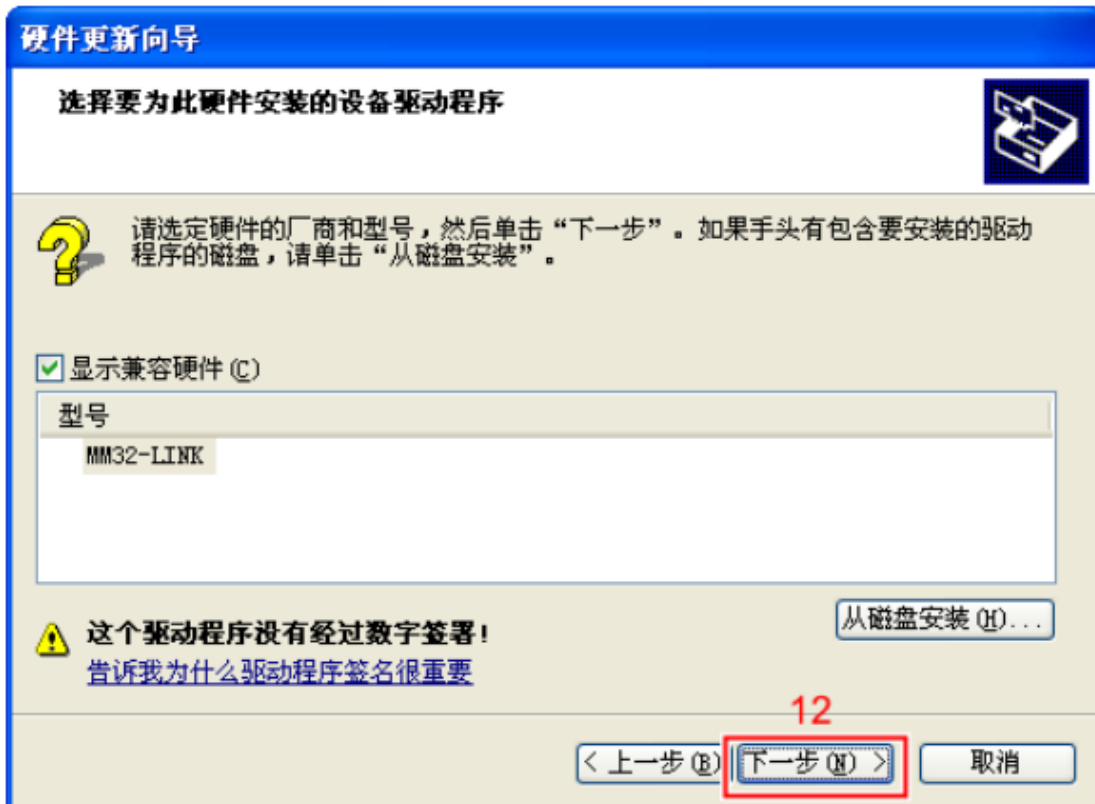 硬件更新向导
选择要为此硬件安装的设备驱动程序
请选定硬件的厂商和型号，然后单击“下一步”。如果手头有包含要安装的驱动
程序的磁盘，请单击“从磁盘安装”。
显示兼容硬件(C)
型号
MM32-LINK
从磁盘安装(H)...
这个驱动程序没有经过数字签署!
告诉我为什么驱动程序签名很重要
12
< 上一步(B) 下一步(N) > 取消